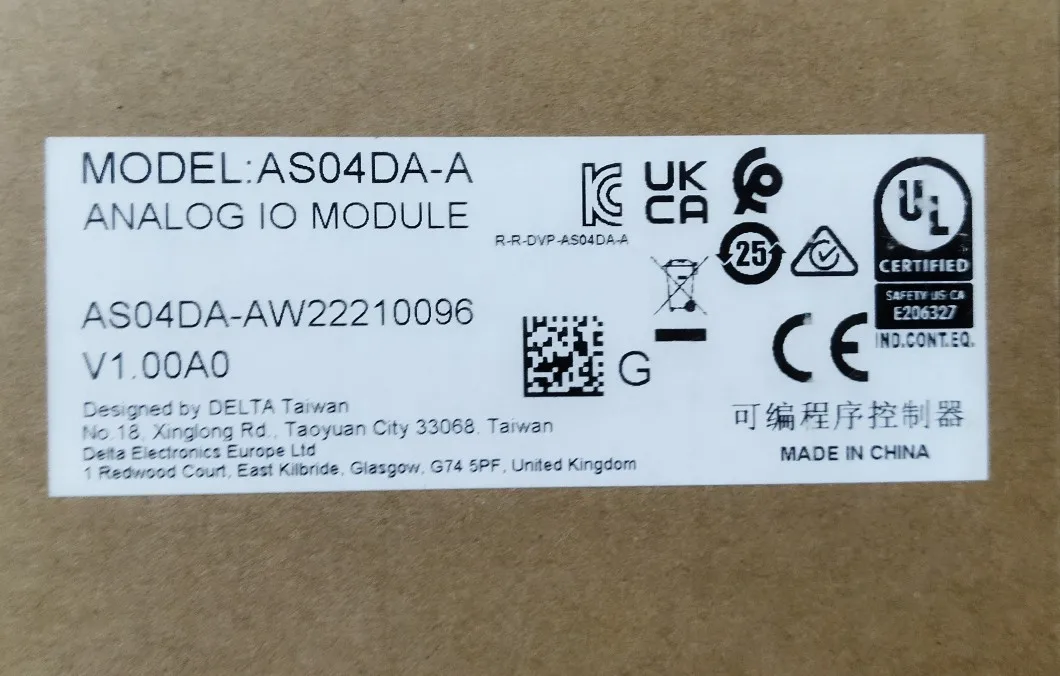 MODEL:AS04DA-A
ANALOG IO MODULE
R-R-DVP-AS04DA-A
UK
CA
25
UL
CERTIFIED
SAFETY US CA
E206327
IND.CONT.EQ.
AS04DA-AW22210096
V1.00A0
G
CE
Designed by DELTA Taiwan
No.18, Xinglong Rd., Taoyuan City 33068, Taiwan
Delta Electronics Europe Ltd
1 Redwood Court, East Kilbride, Glasgow, G74 5PF, United Kingdom
可编程序控制器
MADE IN CHINA